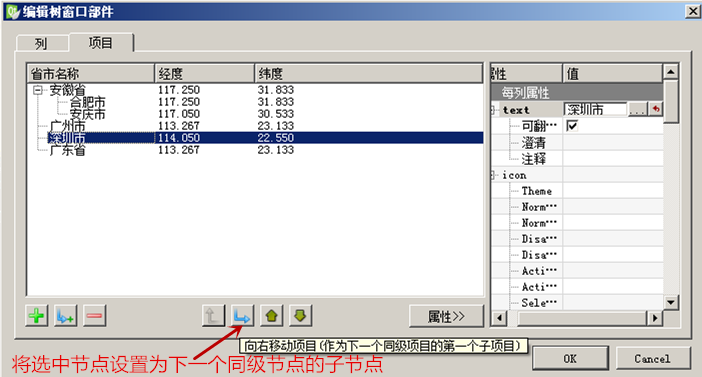 编辑树窗口部件
列 项目
省市名称 经度 纬度
安徽省 117.250 31.833
合肥市 117.250 31.833
安庆市 117.050 30.533
广州市 113.267 23.133
深圳市 114.050 22.550
广东省 113.267 23.133
属性 值
每列属性
text 深圳市 ...
可翻…
澄清
注释
icon
Theme
Norm…
Norm…
Disa…
Disa…
Acti…
Acti…
Sele…
属性>>
向右移动项目(作为下一个同级项目的第一个子项目)
将选中节点设置为下一个同级节点的子节点
OK Cancel